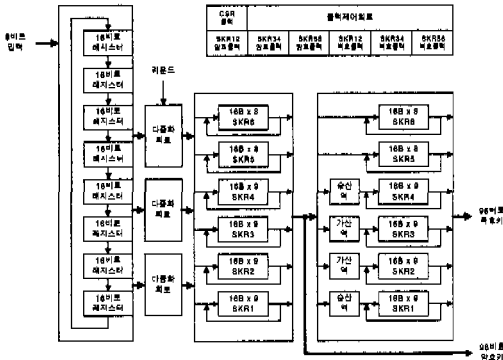 CSR
클럭
클럭제어회로
SKR12
암호클럭
SKR34
암호클럭
SKR56
암호클럭
SKR12
복호클럭
SKR34
복호클럭
SKR56
복호클럭
입력
라운드
16비트
레지스터
16비트
레지스터
16비트
레지스터
16비트
레지스터
16비트
레지스터
16비트
레지스터
16비트
레지스터
16비트
레지스터
다중화
회로
다중화
회로
다중화
회로
16B x 8
SKR6
16B x 8
SKR5
16B x 9
SKR4
16B x 9
SKR3
16B x 9
SKR2
16B x 9
SKR1
16B x 8
SKR6
16B x 8
SKR5
승산
역
16B x 9
SKR4
가산
역
16B x 9
SKR3
가산
역
16B x 9
SKR2
승산
역
16B x 9
SKR1
96비트
복호키
96비트
암호키